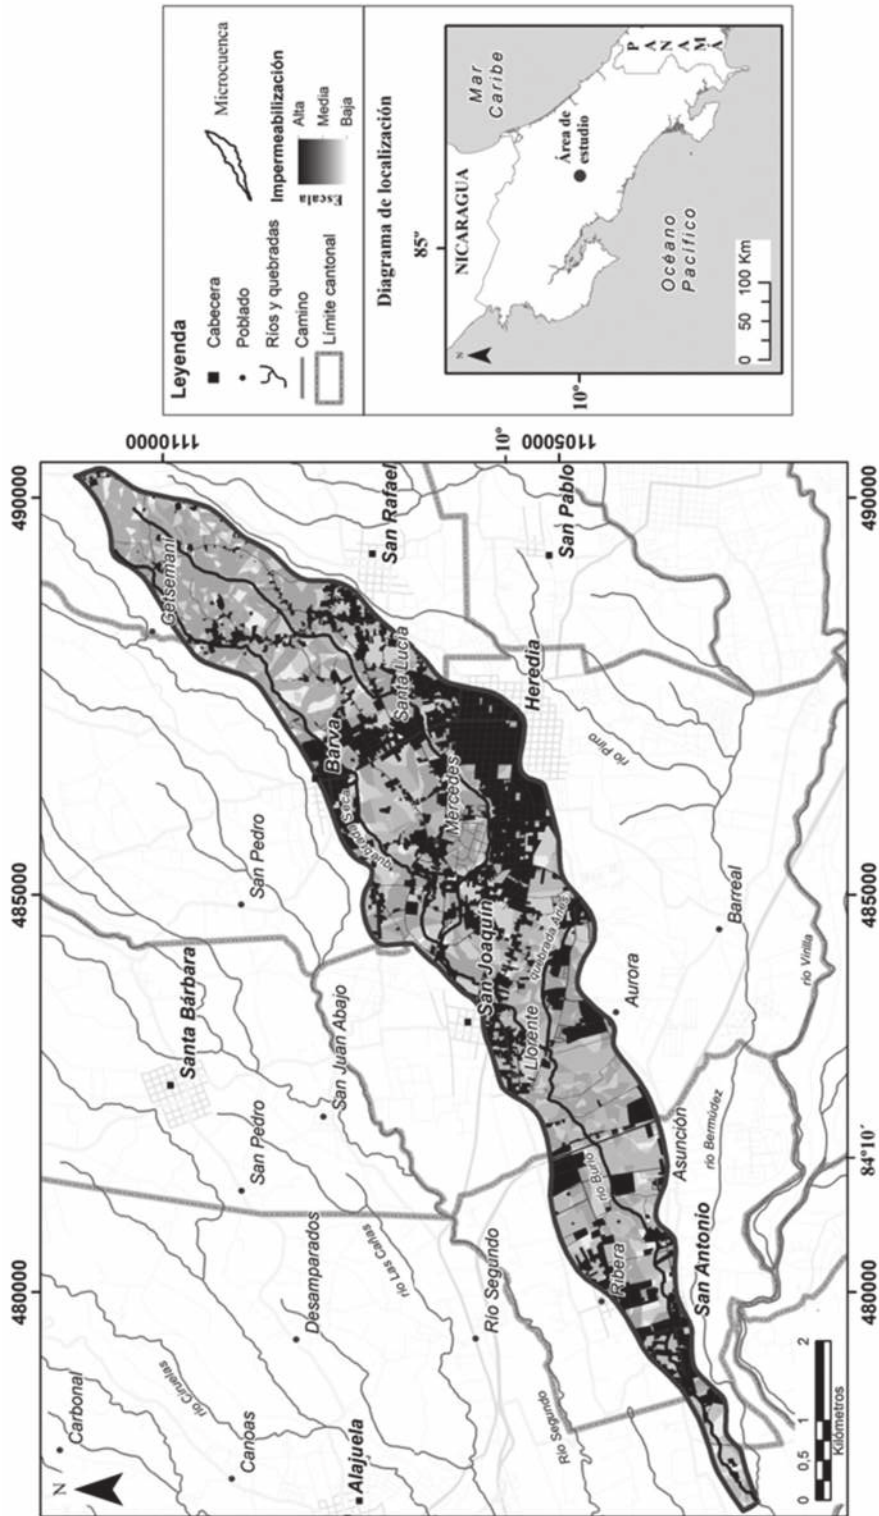 N
Carbonal
río Ciruelas
Canoas
Alajuela
Desamparados
río Las Cañas
San Pedro
Santa Bárbara
San Juan Abajo
San Pedro
Getsemaní
Barva
quebrada Seca
Santa Lucía
San Rafael
Mercedes
Heredia
San Pablo
río Pirro
San Joaquín
Llorente
quebrada Aries
Aurora
Barreal
río Virilla
Río Segundo
Río Segundo
río Burío
Ribera
Asunción
río Bermúdez
San Antonio
480000
485000
490000
480000
84°10´
485000
490000
1110000
10°
1105000
0 0,5 1 2
Kilómetros
Leyenda
Cabecera
Poblado
Ríos y quebradas
Camino
Límite cantonal
Microcuenca
Impermeabilización
Escala
Alta
Media
Baja
Diagrama de localización
85°
10°
N
NICARAGUA
Mar
Caribe
Área de
estudio
PANAMÁ
Océano
Pacífico
0 50 100 Km